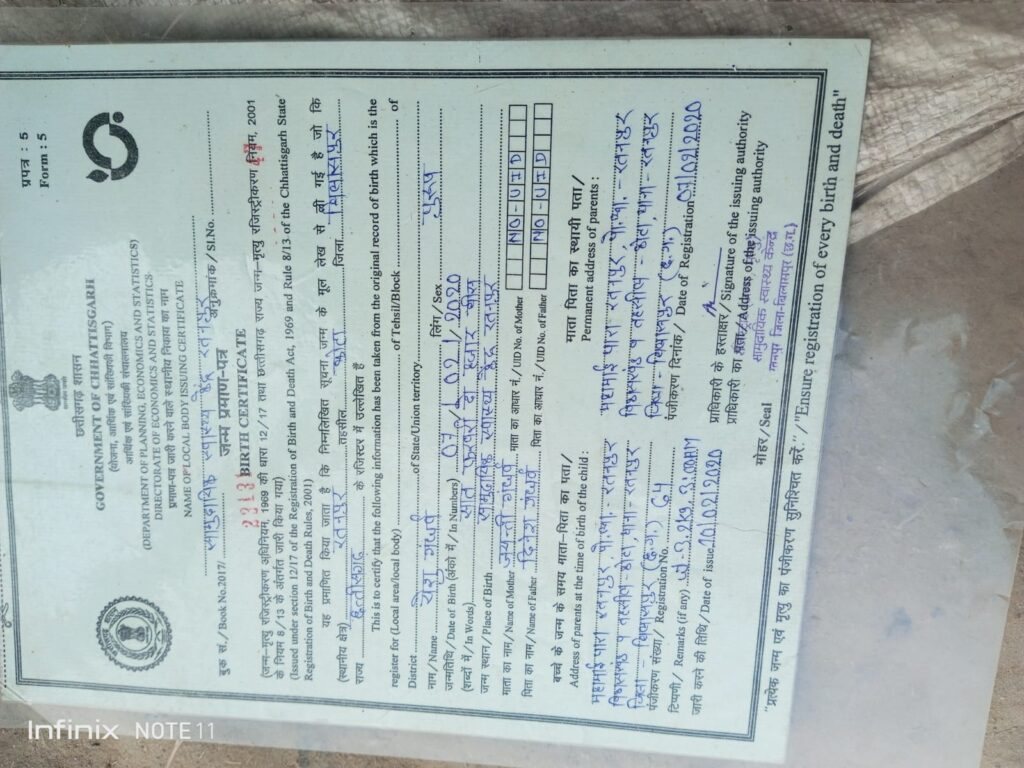 प्रपत्र : 5
Form : 5
छत्तीसगढ़ शासन
GOVERNMENT OF CHHATTISGARH
(योजना, आर्थिक एवं सांख्यिकी विभाग)
आर्थिक एवं सांख्यिकी संचालनालय
(DEPARTMENT OF PLANNING, ECONOMICS AND STATISTICS)
DIRECTORATE OF ECONOMICS AND STATISTICS
प्रमाण-पत्र जारी करने वाले स्थानीय निकाय का नाम
NAME OF LOCAL BODY ISSUING CERTIFICATE
सामुदायिक स्वास्थ्य केंद्र रतनपुर
बुक सं./Book No.2017/ अनुक्रमांक/Sl.No.
जन्म प्रमाण-पत्र
BIRTH CERTIFICATE
(जन्म-मृत्यु रजिस्ट्रीकरण अधिनियम, 1969 की धारा 12/17 तथा छत्तीसगढ़ राज्य जन्म-मृत्यु रजिस्ट्रीकरण नियम, 2001
के नियम 8/13 के अंतर्गत जारी किया गया)
(Issued under section 12/17 of the Registration of Birth and Death Act, 1969 and Rule 8/13 of the Chhattisgarh State
Registration of Birth and Death Rules, 2001)
यह प्रमाणित किया जाता है कि निम्नलिखित सूचना जन्म के मूल लेख से ली गई है जो कि
(स्थानीय क्षेत्र) रतनपुर तहसील कोटा जिला बिलासपुर
राज्य छत्तीसगढ़ के रजिस्टर में उल्लेखित है
This is to certify that the following information has been taken from the original record of birth which is the
register for (Local area/local body) of Tehsil/Block of
District of State/Union territory
नाम / Name यश गंधर्व लिंग / Sex पुरुष
जन्मतिथि / Date of Birth (अंको में / In Numbers) 07/02/2020
(शब्दों में / In Words) सात फरवरी दो हजार बीस
जन्म स्थान / Place of Birth सामुदायिक स्वास्थ्य केंद्र रतनपुर
माता का नाम / Name of Mother जयन्ती गंधर्व माता का आधार नं. / UID No. of Mother NO-UID
पिता का नाम / Name of Father दिनेश गंधर्व पिता का आधार नं. / UID No. of Father NO-UID
बच्चे के जन्म के समय माता-पिता का पता /
Address of parents at the time of birth of the child :
महामाई पारा रतनपुर पो.ऑ. - रतनपुर
व तहसील - कोटा, थाना - रतनपुर
जिला - बिलासपुर (छ.ग.)
माता पिता का स्थायी पता /
Permanent address of parents :
महामाई पारा रतनपुर पो.ऑ. - रतनपुर
व तहसील - कोटा, थाना - रतनपुर
जिला - बिलासपुर (छ.ग.)
पंजीकरण संख्या / Registration No. 64 पंजीकरण दिनांक / Date of Registration 07/02/2020
टिप्पणी / Remarks (if any)
जारी करने की तिथि / Date of issue 10/02/2020
प्राधिकारी के हस्ताक्षर / Signature of the issuing authority
प्राधिकारी का पता / Address of the issuing authority
सामुदायिक स्वास्थ्य केन्द्र
रतनपुर जिला-बिलासपुर (छ.ग.)
मोहर / Seal
"प्रत्येक जन्म एवं मृत्यु का पंजीकरण सुनिश्चित करें." / "Ensure registration of every birth and death"
Infinix NOTE 11